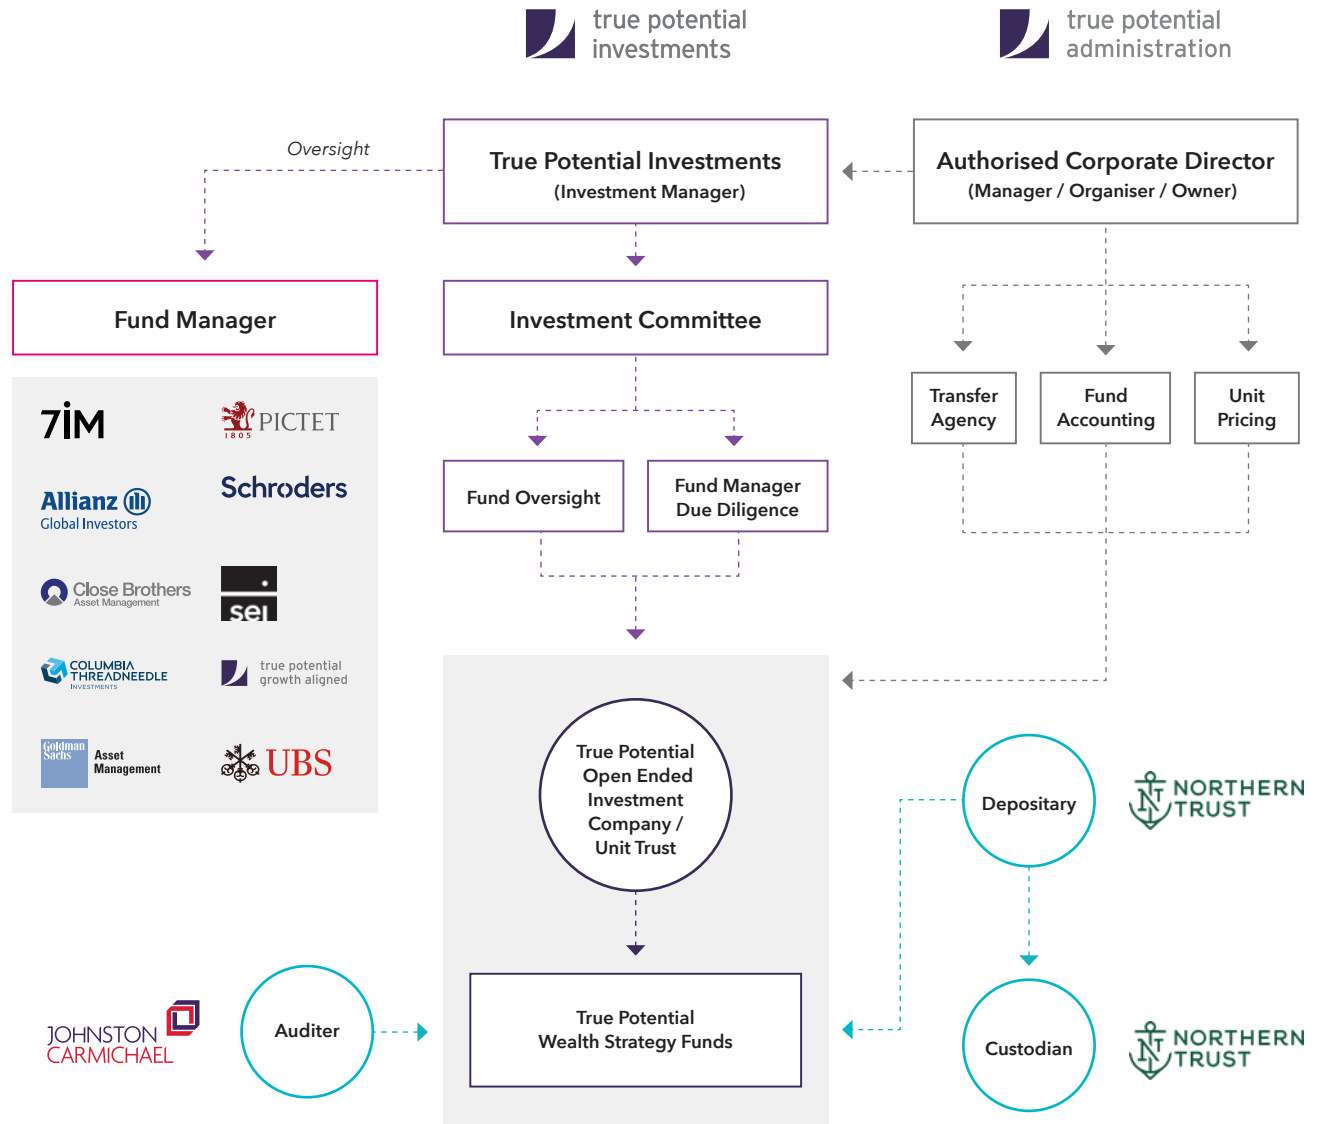 true potential
investments
true potential
administration
Oversight
True Potential Investments
(Investment Manager)
Authorised Corporate Director
(Manager / Organiser / Owner)
Fund Manager
Investment Committee
Transfer
Agency
Fund
Accounting
Unit
Pricing
7iM
1805
PICTET
Allianz
Global Investors
Schroders
Close Brothers
Asset Management
sei
COLUMBIA
THREADNEEDLE
INVESTMENTS
true potential
growth aligned
Goldman
Sachs
Asset
Management
UBS
Fund Oversight
Fund Manager
Due Diligence
True Potential
Open Ended
Investment
Company /
Unit Trust
Depositary
NORTHERN
TRUST
JOHNSTON
CARMICHAEL
Auditer
True Potential
Wealth Strategy Funds
Custodian
NORTHERN
TRUST